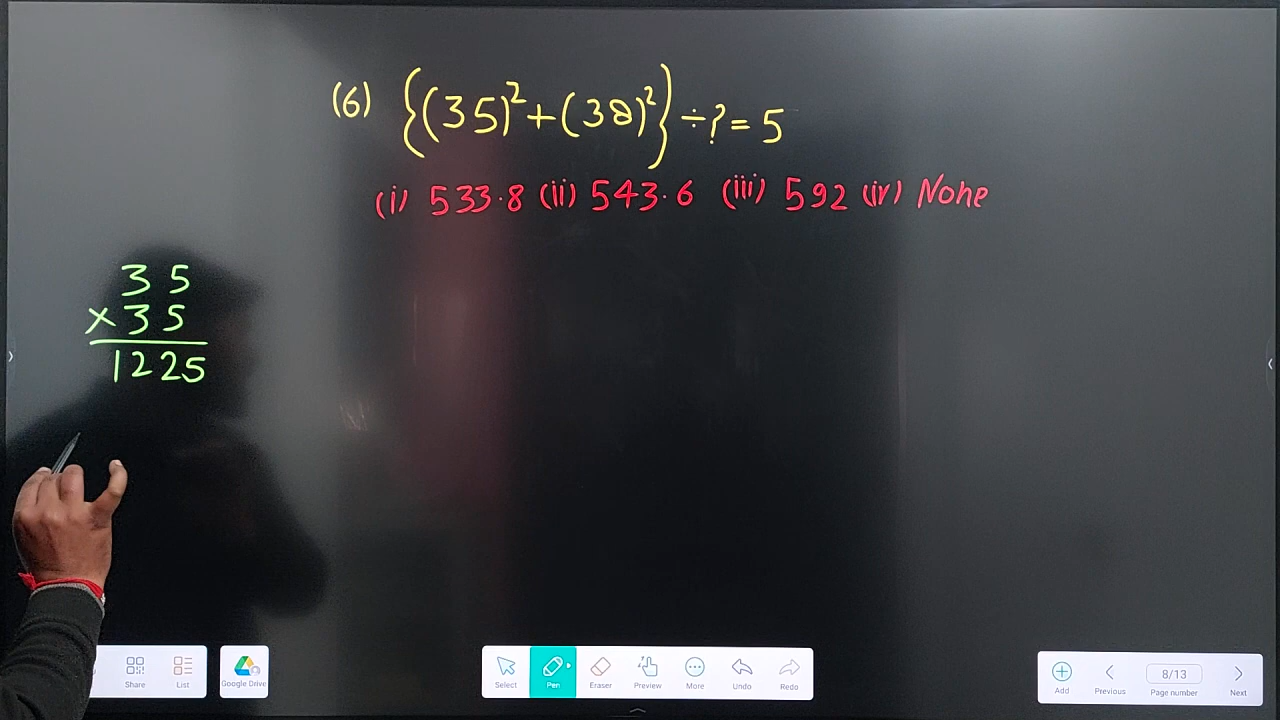 (6) {(35)²+(38)²} ÷ ? = 5
(i) 533.8 (ii) 543.6 (iii) 592 (iv) None
35
×35
1225
Share List Google Drive Select Pen Eraser Preview More Undo Redo Add Previous 8/13 Page number Next